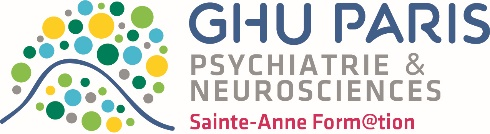 GHU PARIS
PSYCHIATRIE &
NEUROSCIENCES
Sainte-Anne Form@tion